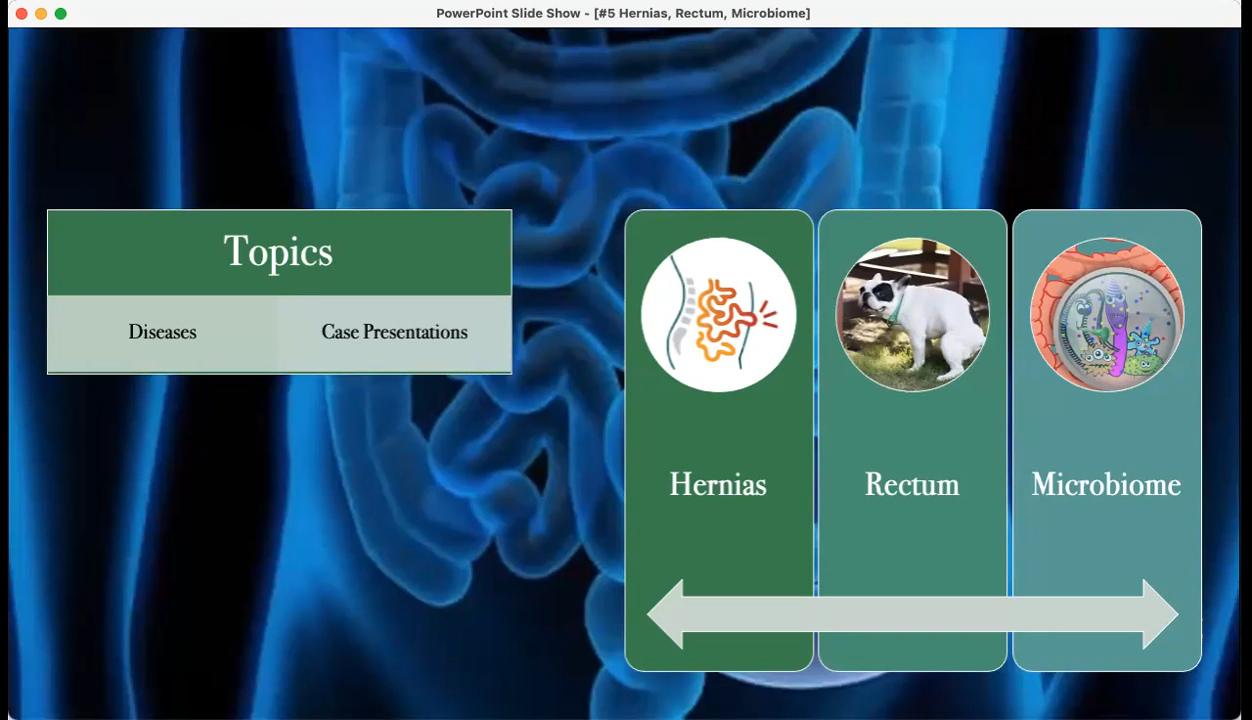 PowerPoint Slide Show - [#5 Hernias, Rectum, Microbiome]
Topics
Diseases
Case Presentations
Hernias
Rectum
Microbiome